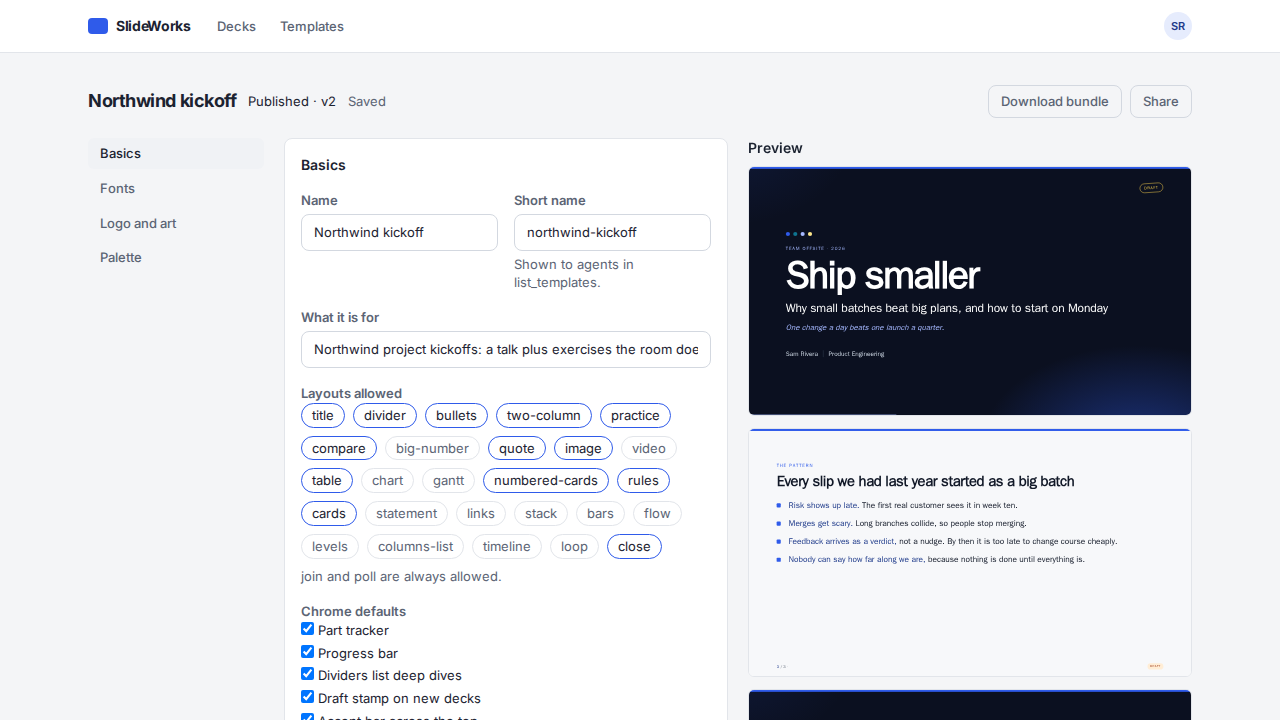 SlideWorks Decks Templates SR
Northwind kickoff Published · v2 Saved Download bundle Share
Basics
Fonts
Logo and art
Palette
Basics
Name Short name
Northwind kickoff northwind-kickoff
Shown to agents in
list_templates.
What it is for
Northwind project kickoffs: a talk plus exercises the room doe
Layouts allowed
title divider bullets two-column practice
compare big-number quote image video
table chart gantt numbered-cards rules
cards statement links stack bars flow
levels columns-list timeline loop close
join and poll are always allowed.
Chrome defaults
Part tracker
Progress bar
Dividers list deep dives
Draft stamp on new decks
Accent bar across the top
Preview
DRAFT
TEAM OFFSITE · 2026
Ship smaller
Why small batches beat big plans, and how to start on Monday
One change a day beats one launch a quarter.
Sam Rivera | Product Engineering
THE PATTERN
Every slip we had last year started as a big batch
Risk shows up late. The first real customer sees it in week ten.
Merges get scary. Long branches collide, so people stop merging.
Feedback arrives as a verdict, not a nudge. By then it is too late to change course cheaply.
Nobody can say how far along we are, because nothing is done until everything is.
DRAFT